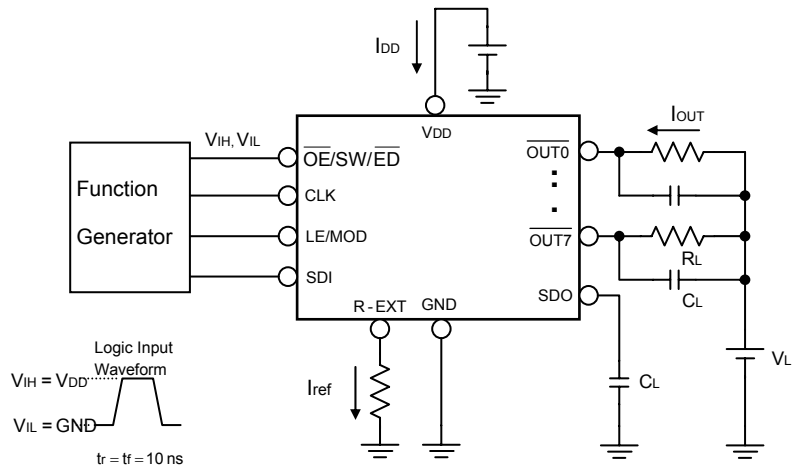 IDD
VDD
IOUT
VIH, VIL
Function
Generator
OE/SW/ED
CLK
LE/MOD
SDI
OUT0
OUT7
RL
CL
SDO
R-EXT
GND
VL
CL
Iref
Logic Input
Waveform
VIH = VDD
VIL = GND
tr = tf = 10 ns